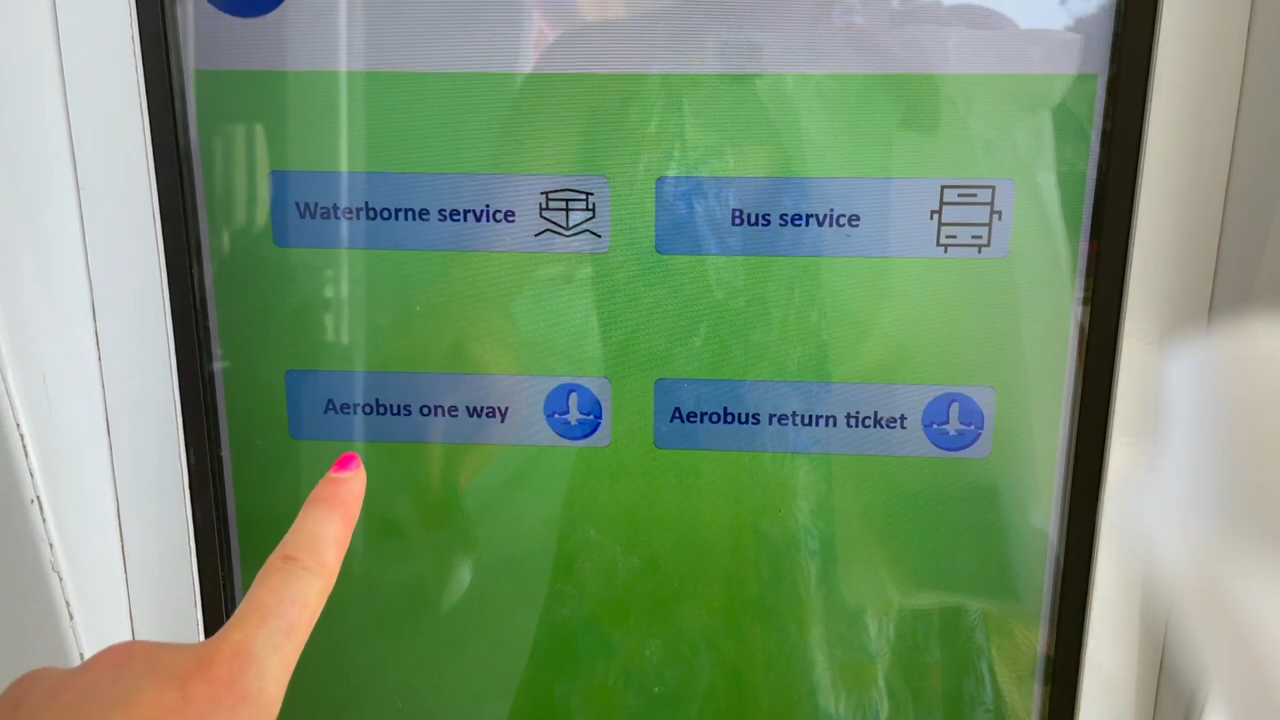 Waterborne service
Bus service
Aerobus one way
Aerobus return ticket